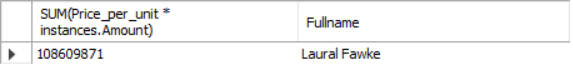 SUM(Price_per_unit *
instances.Amount)
Fullname
108609871
Laural Fawke